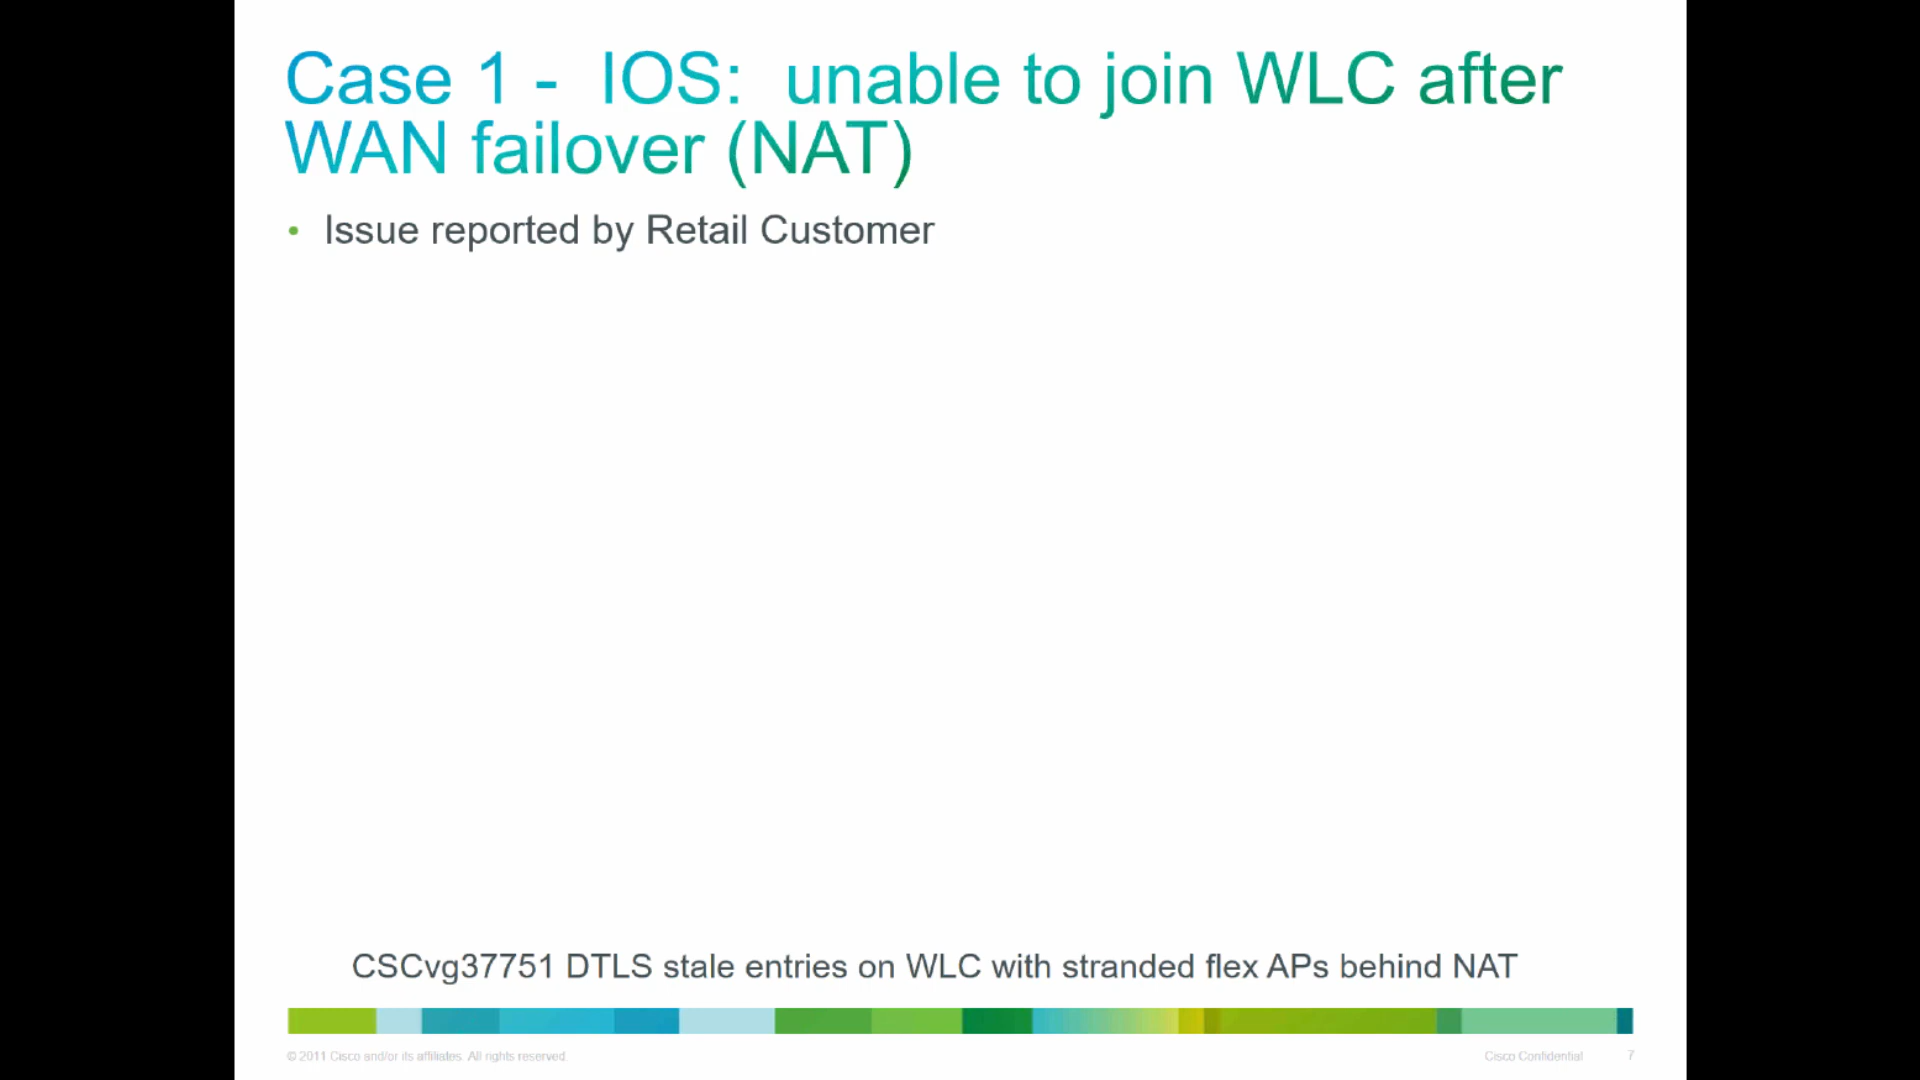 Case 1 -  IOS:  unable to join WLC after
WAN failover (NAT)
• Issue reported by Retail Customer
CSCvg37751 DTLS stale entries on WLC with stranded flex APs behind NAT
© 2011 Cisco and/or its affiliates. All rights reserved.
Cisco Confidential
7